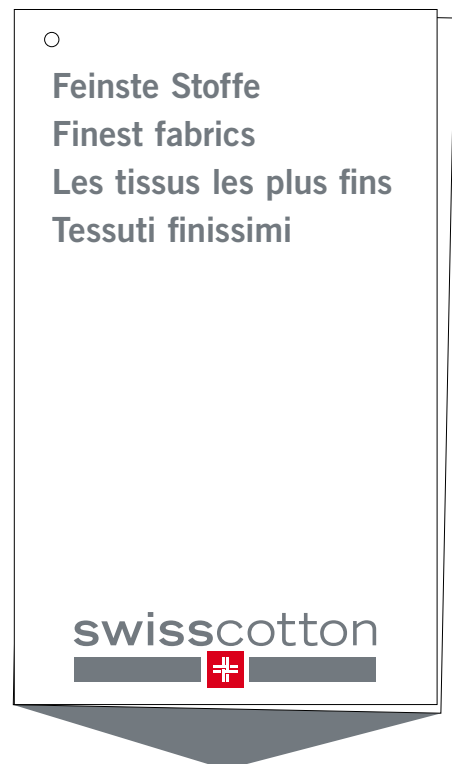 Feinste Stoffe
Finest fabrics
Les tissus les plus fins
Tessuti finissimi
swisscotton